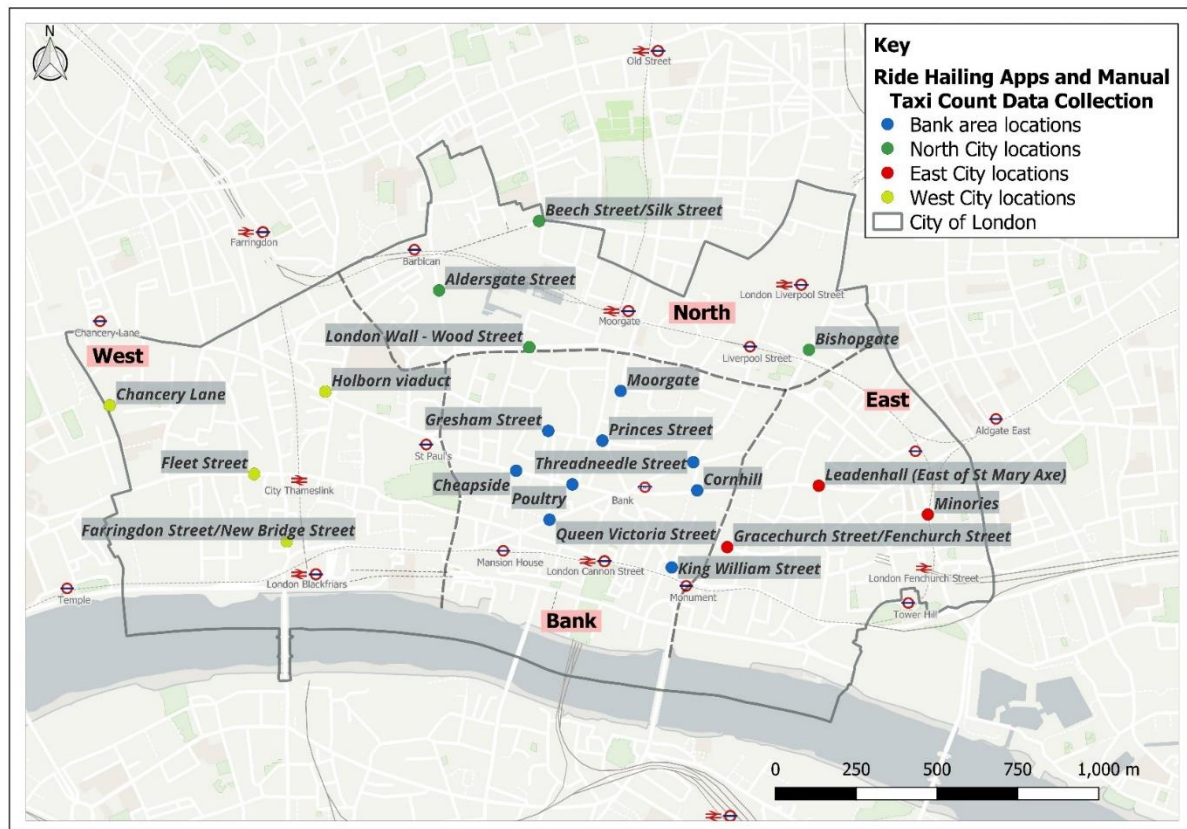 N
Key
Ride Hailing Apps and Manual
Taxi Count Data Collection
Bank area locations
North City locations
East City locations
West City locations
City of London
Old Street
Beech Street/Silk Street
Farringdon
Barbican
Aldersgate Street
London Liverpool Street
Moorgate
North
Chancery Lane
London Wall - Wood Street
Liverpool Street
Bishopgate
West
Chancery Lane
Holborn viaduct
Moorgate
East
Aldgate East
Gresham Street
Princes Street
St Paul's
Fleet Street
Threadneedle Street
Leadenhall (East of St Mary Axe)
City Thameslink
Cheapside
Poultry
Bank
Cornhill
Minories
Farringdon Street/New Bridge Street
Queen Victoria Street
Gracechurch Street/Fenchurch Street
Mansion House
London Cannon Street
King William Street
London Fenchurch Street
London Blackfriars
Temple
Monument
Tower Hill
Bank
0 250 500 750 1,000 m